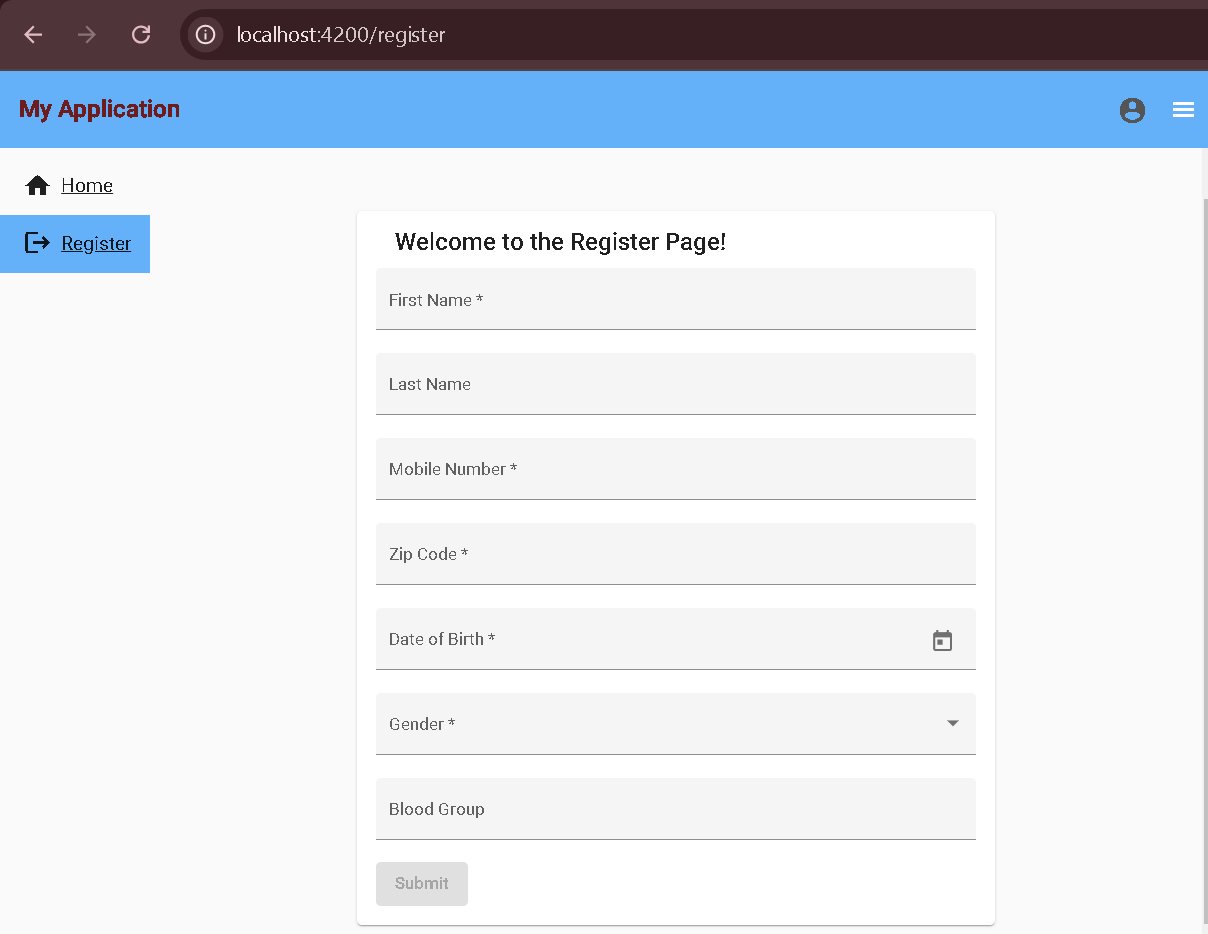 localhost:4200/register
My Application
Home
Register
Welcome to the Register Page!
First Name *
Last Name
Mobile Number *
Zip Code *
Date of Birth *
Gender *
Blood Group
Submit